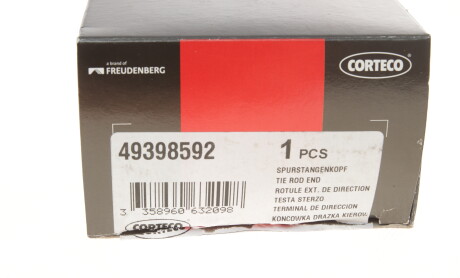 a brand of
FREUDENBERG
CORTECO
49398592
1 PCS
SPURSTANGENKOPF
TIE ROD END
ROTULE EXT. DE DIRECTION
TESTA STERZO
TERMINAL DE DIRECCION
KONCOWKA DRAZKA KIEROW.
3 358960 632098
CORTECO